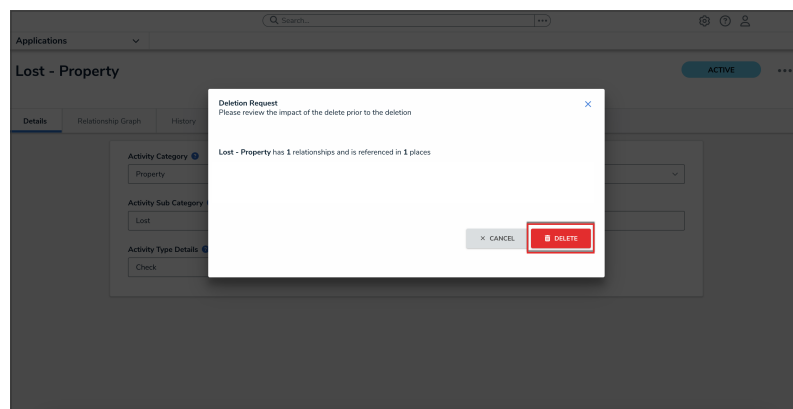 Search...
Applications
Lost - Property
ACTIVE
Details
Relationship Graph
History
Deletion Request
Please review the impact of the delete prior to the deletion
Lost - Property has 1 relationships and is referenced in 1 places
× CANCEL
DELETE
Activity Category
Property
Activity Sub Category
Lost
Activity Type Details
Check